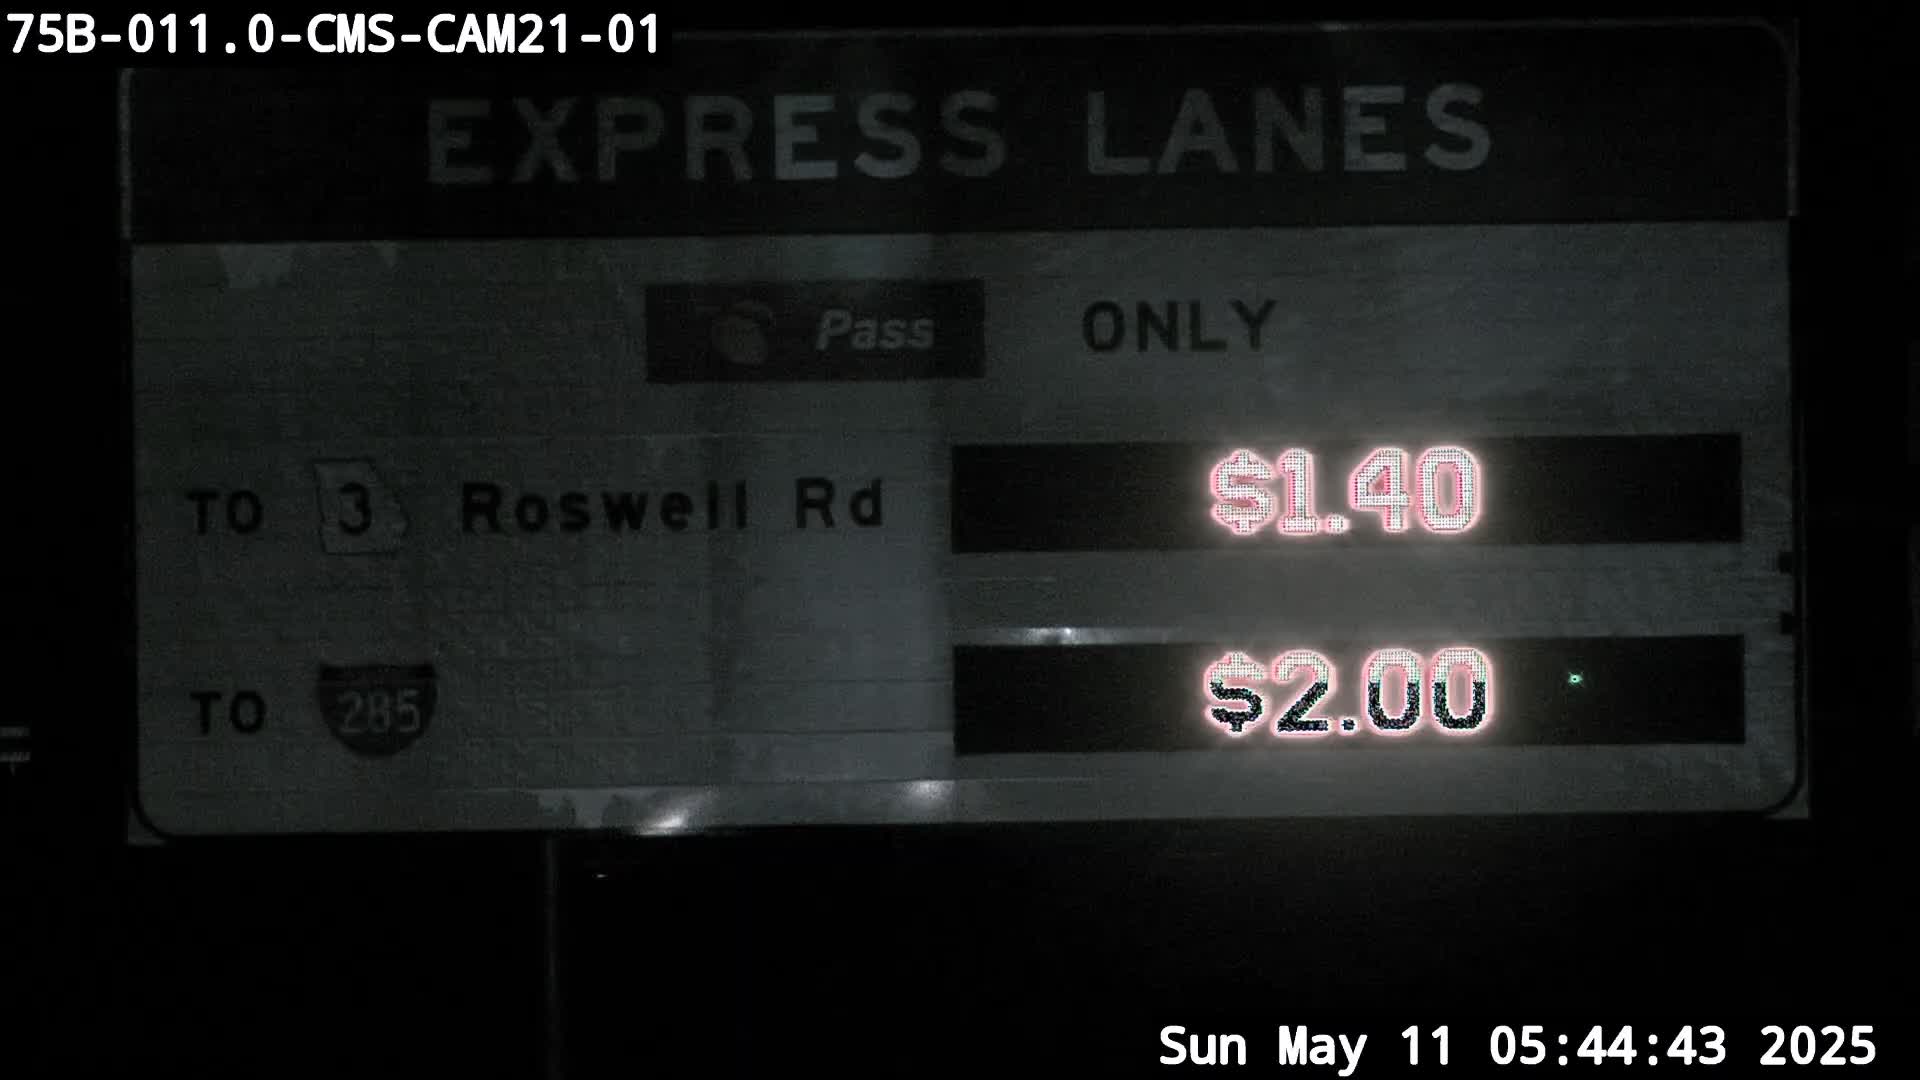 75B-011.0-CMS-CAM21-01
EXPRESS LANES
Pass ONLY
TO 3 Roswell Rd $1.40
TO 285 $2.00
Sun May 11 05:44:43 2025